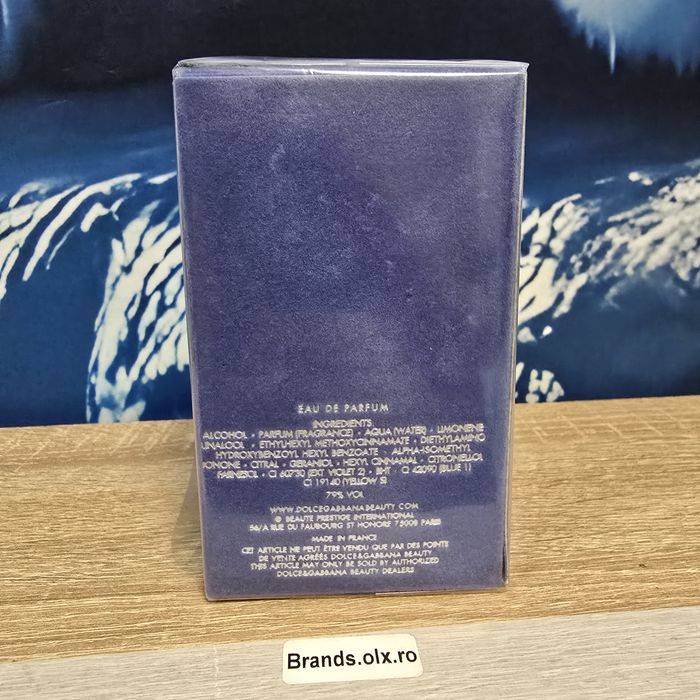 EAU DE PARFUM
INGREDIENTS
ALCOHOL · PARFUM (FRAGRANCE) · AQUA (WATER) · LIMONENE
LINALOOL · ETHYLHEXYL METHOXYCINNAMATE · DIETHYLAMINO
HYDROXYBENZOYL HEXYL BENZOATE · ALPHA-ISOMETHYL
IONONE · CITRAL · GERANIOL · HEXYL CINNAMAL · CITRONELLOL
FARNESOL · CI 60730 (EXT VIOLET 2) · BHT · CI 42090 (BLUE 1)
CI 19140 (YELLOW 5)
79% VOL
WWW.DOLCEGABBANABEAUTY.COM
© BEAUTE PRESTIGE INTERNATIONAL
56/A RUE DU FAUBOURG ST HONORE 75008 PARIS
MADE IN FRANCE
CET ARTICLE NE PEUT ÊTRE VENDU QUE PAR DES POINTS
DE VENTE AGRÉÉS DOLCE&GABBANA BEAUTY
THIS ARTICLE MAY ONLY BE SOLD BY AUTHORIZED
DOLCE&GABBANA BEAUTY DEALERS
Brands.olx.ro